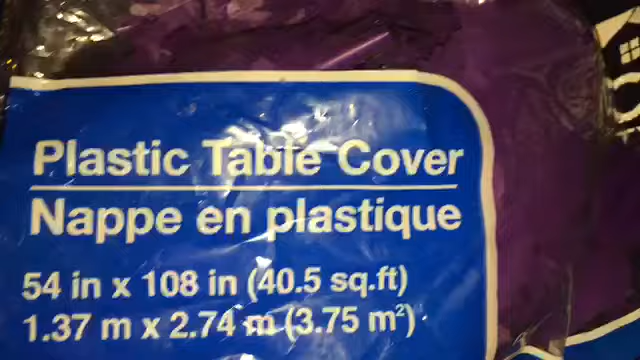 Plastic Table Cover
Nappe en plastique
54 in x 108 in (40.5 sq.ft)
1.37 m x 2.74 m (3.75 m²)